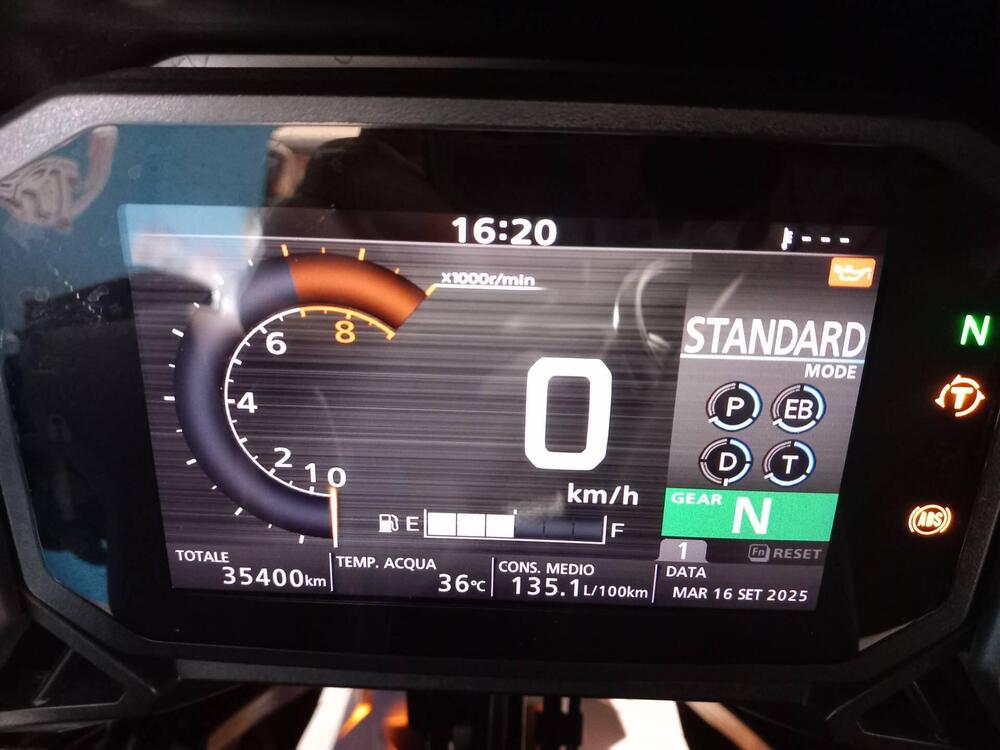 16:20
---
x1000r/min
8
6
4
2
1
0
0
km/h
STANDARD
MODE
P
EB
D
T
GEAR
N
E
F
1
Fn RESET
TOTALE
35400km
TEMP. ACQUA
36°C
CONS. MEDIO
135.1L/100km
DATA
MAR 16 SET 2025
N
T
ABS